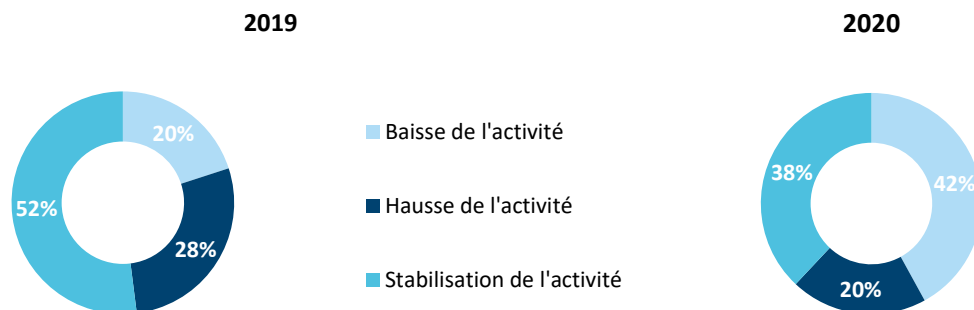 2019
2020
20%
52%
28%
Baisse de l'activité
Hausse de l'activité
Stabilisation de l'activité
38%
42%
20%